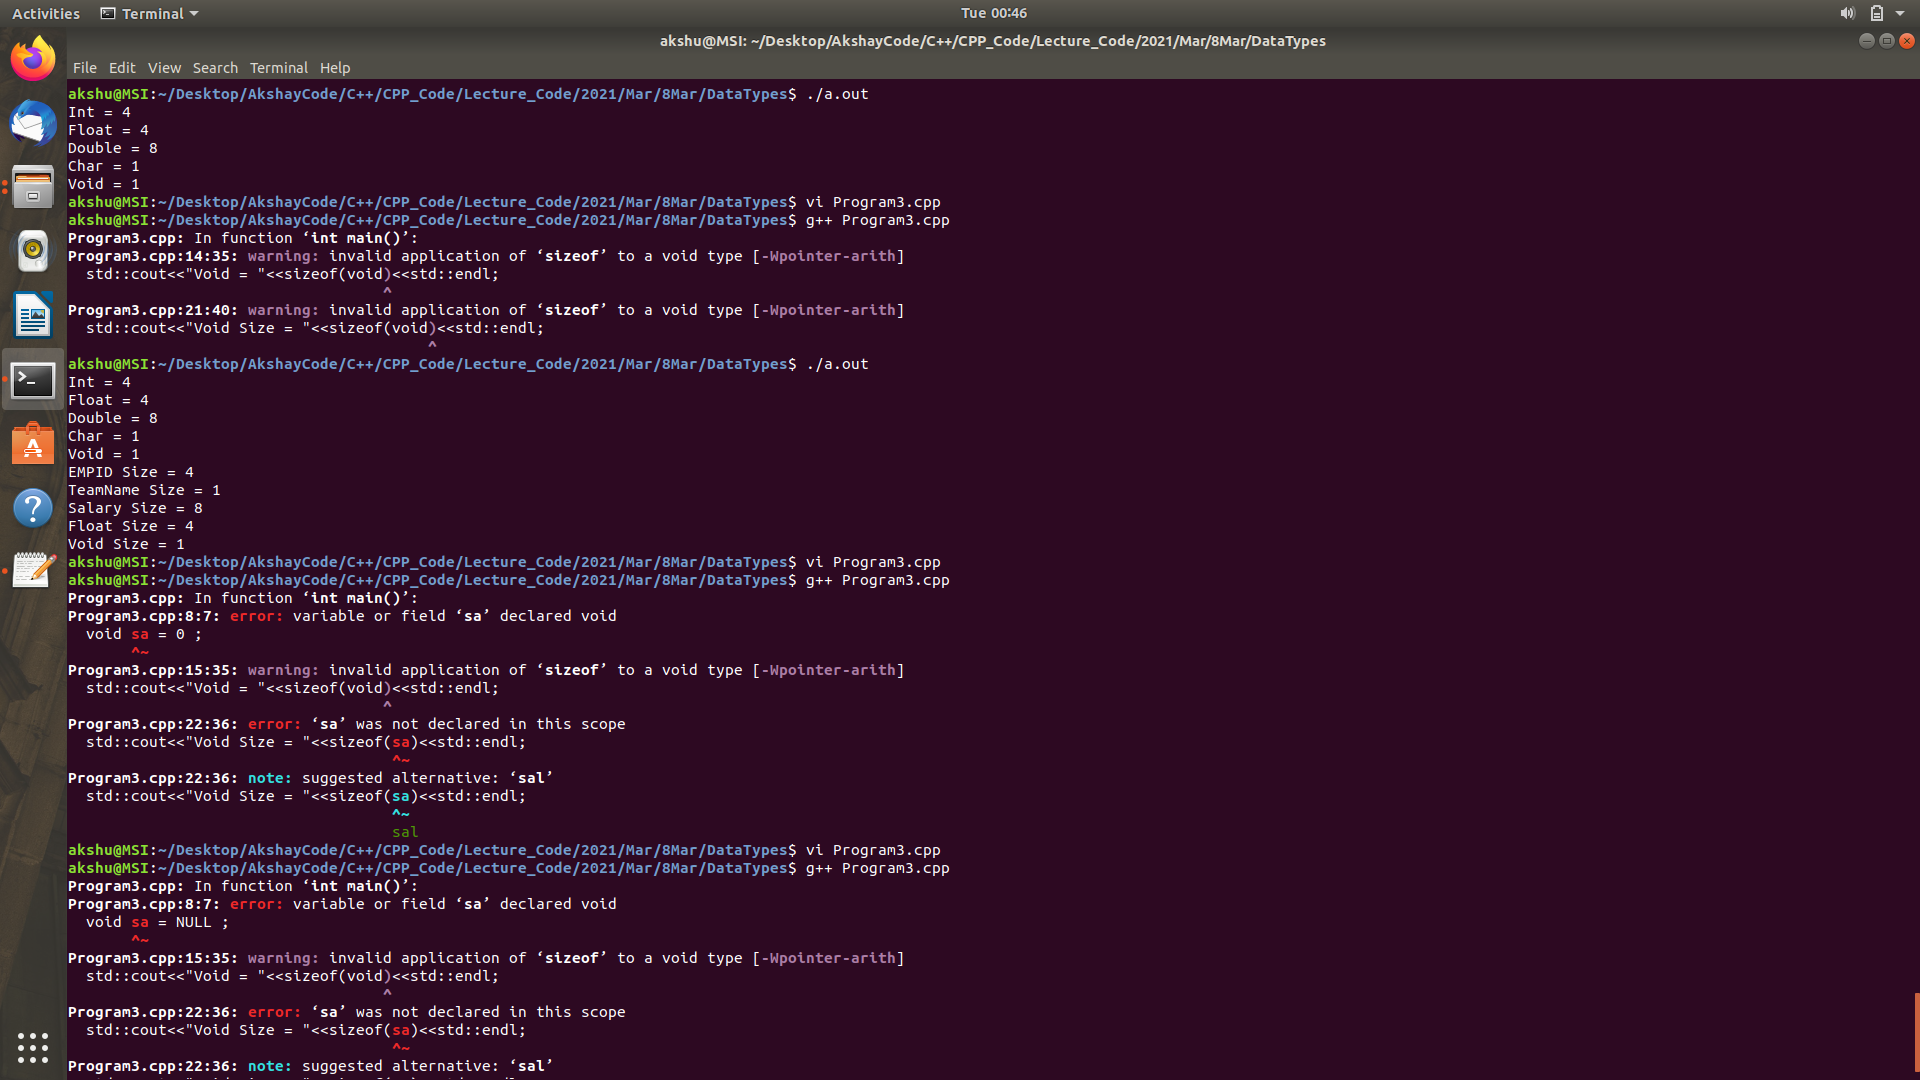 Activities Terminal Tue 00:46
akshu@MSI: ~/Desktop/AkshayCode/C++/CPP_Code/Lecture_Code/2021/Mar/8Mar/DataTypes
File Edit View Search Terminal Help
akshu@MSI:~/Desktop/AkshayCode/C++/CPP_Code/Lecture_Code/2021/Mar/8Mar/DataTypes$ ./a.out
Int = 4
Float = 4
Double = 8
Char = 1
Void = 1
akshu@MSI:~/Desktop/AkshayCode/C++/CPP_Code/Lecture_Code/2021/Mar/8Mar/DataTypes$ vi Program3.cpp
akshu@MSI:~/Desktop/AkshayCode/C++/CPP_Code/Lecture_Code/2021/Mar/8Mar/DataTypes$ g++ Program3.cpp
Program3.cpp: In function ‘int main()’:
Program3.cpp:14:35: warning: invalid application of ‘sizeof’ to a void type [-Wpointer-arith]
  std::cout<<"Void = "<<sizeof(void)<<std::endl;
                                   ^
Program3.cpp:21:40: warning: invalid application of ‘sizeof’ to a void type [-Wpointer-arith]
  std::cout<<"Void Size = "<<sizeof(void)<<std::endl;
                                        ^
akshu@MSI:~/Desktop/AkshayCode/C++/CPP_Code/Lecture_Code/2021/Mar/8Mar/DataTypes$ ./a.out
Int = 4
Float = 4
Double = 8
Char = 1
Void = 1
EMPID Size = 4
TeamName Size = 1
Salary Size = 8
Float Size = 4
Void Size = 1
akshu@MSI:~/Desktop/AkshayCode/C++/CPP_Code/Lecture_Code/2021/Mar/8Mar/DataTypes$ vi Program3.cpp
akshu@MSI:~/Desktop/AkshayCode/C++/CPP_Code/Lecture_Code/2021/Mar/8Mar/DataTypes$ g++ Program3.cpp
Program3.cpp: In function ‘int main()’:
Program3.cpp:8:7: error: variable or field ‘sa’ declared void
  void sa = 0 ;
       ^~
Program3.cpp:15:35: warning: invalid application of ‘sizeof’ to a void type [-Wpointer-arith]
  std::cout<<"Void = "<<sizeof(void)<<std::endl;
                                   ^
Program3.cpp:22:36: error: ‘sa’ was not declared in this scope
  std::cout<<"Void Size = "<<sizeof(sa)<<std::endl;
                                    ^~
Program3.cpp:22:36: note: suggested alternative: ‘sal’
  std::cout<<"Void Size = "<<sizeof(sa)<<std::endl;
                                    ^~
                                    sal
akshu@MSI:~/Desktop/AkshayCode/C++/CPP_Code/Lecture_Code/2021/Mar/8Mar/DataTypes$ vi Program3.cpp
akshu@MSI:~/Desktop/AkshayCode/C++/CPP_Code/Lecture_Code/2021/Mar/8Mar/DataTypes$ g++ Program3.cpp
Program3.cpp: In function ‘int main()’:
Program3.cpp:8:7: error: variable or field ‘sa’ declared void
  void sa = NULL ;
       ^~
Program3.cpp:15:35: warning: invalid application of ‘sizeof’ to a void type [-Wpointer-arith]
  std::cout<<"Void = "<<sizeof(void)<<std::endl;
                                   ^
Program3.cpp:22:36: error: ‘sa’ was not declared in this scope
  std::cout<<"Void Size = "<<sizeof(sa)<<std::endl;
                                    ^~
Program3.cpp:22:36: note: suggested alternative: ‘sal’